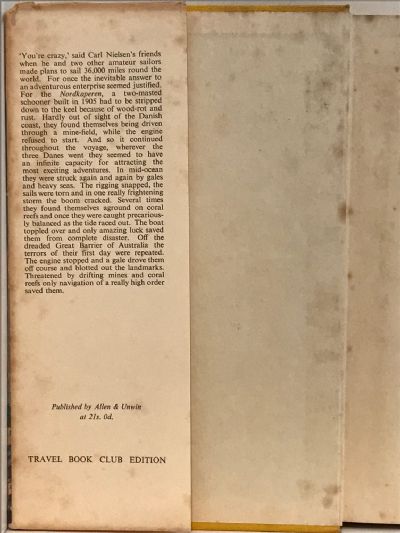 'You're crazy,' said Carl Nielsen's friends
when he and two other amateur sailors
made plans to sail 36,000 miles round the
world. For once the inevitable answer to
an adventurous enterprise seemed justified.
For the Nordkaperen, a two-masted
schooner built in 1905 had to be stripped
down to the keel because of wood-rot and
rust. Hardly out of sight of the Danish
coast, they found themselves being driven
through a mine-field, while the engine
refused to start. And so it continued
throughout the voyage, wherever the
three Danes went they seemed to have
an infinite capacity for attracting the
most exciting adventures. In mid-ocean
they were struck again and again by gales
and heavy seas. The rigging snapped, the
sails were torn and in one really frightening
storm the boom cracked. Several times
they found themselves aground on coral
reefs and once they were caught precarious-
ly balanced as the tide raced out. The boat
toppled over and only amazing luck saved
them from complete disaster. Off the
dreaded Great Barrier of Australia the
terrors of their first day were repeated.
The engine stopped and a gale drove them
off course and blotted out the landmarks.
Threatened by drifting mines and coral
reefs only navigation of a really high order
saved them.
Published by Allen & Unwin
at 21s. 0d.
TRAVEL BOOK CLUB EDITION